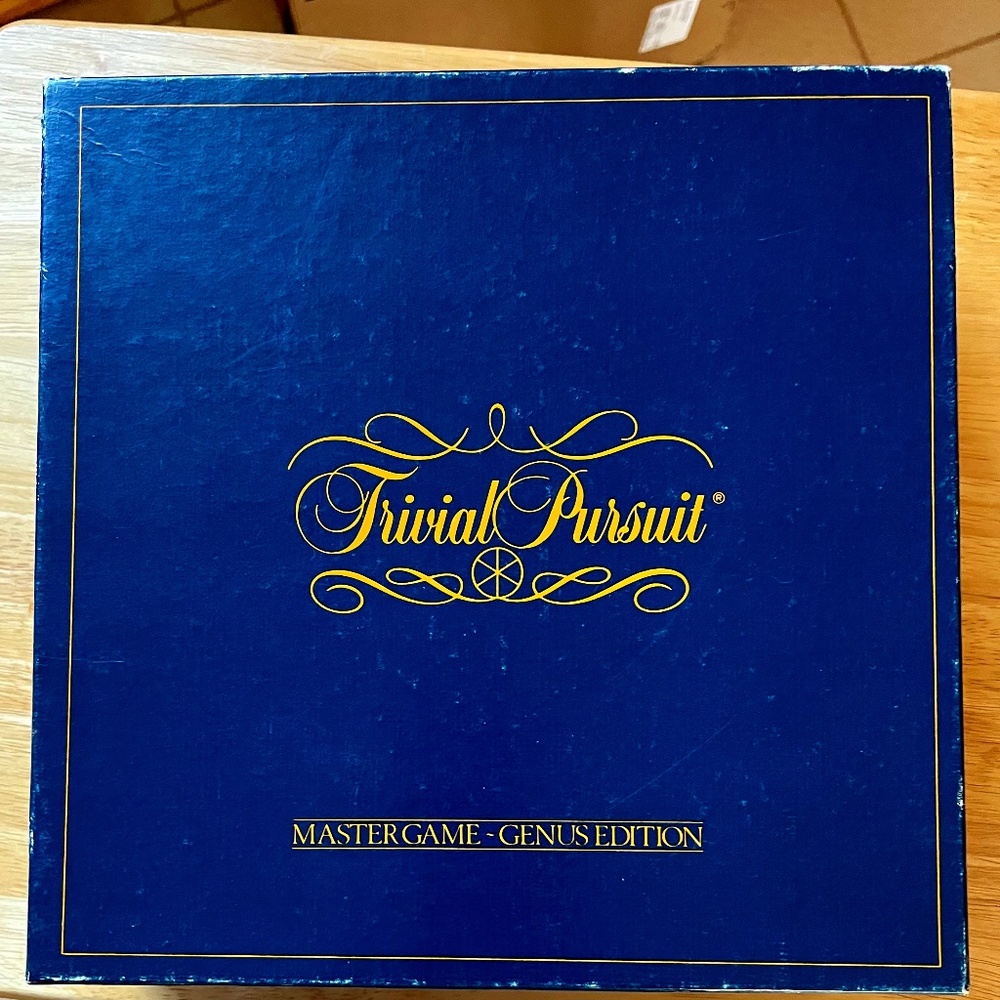 Trivial Pursuit®
MASTER GAME - GENUS EDITION